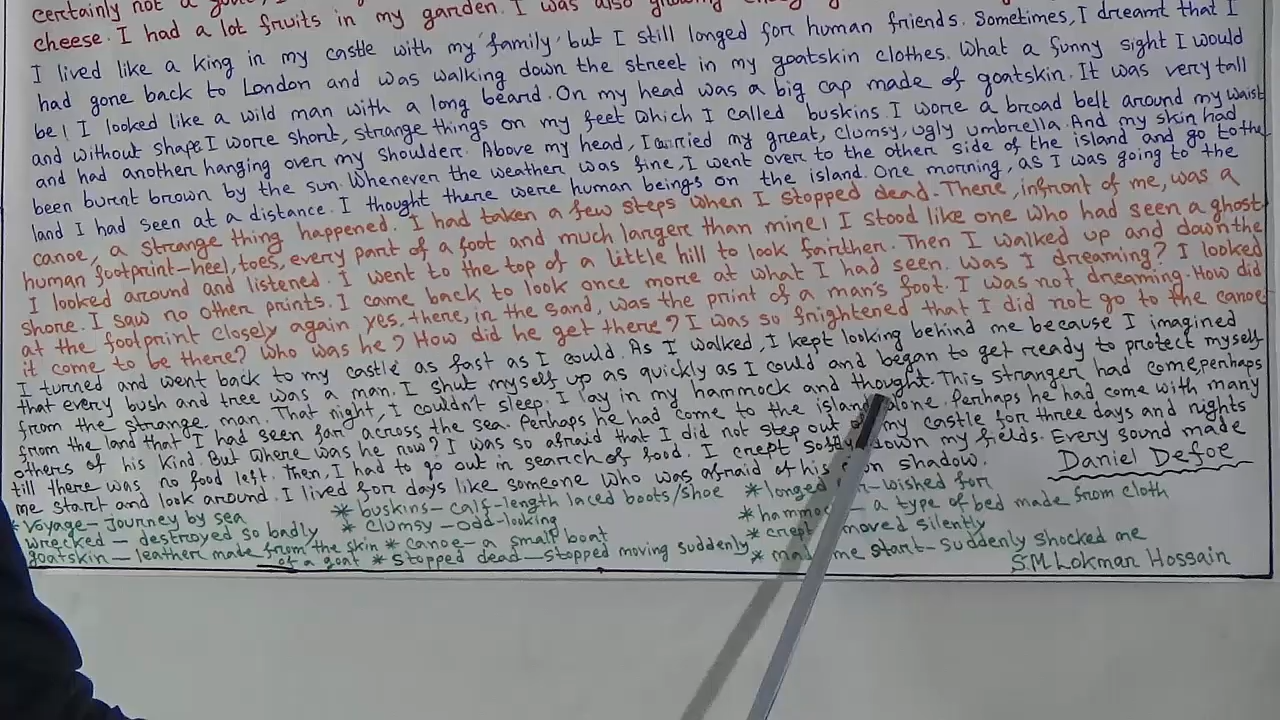 certainly not a
cheese. I had a lot fruits in my garden. I was also
I lived like a king in my castle with my family but I still longed for human friends. Sometimes, I dreamt that I
had gone back to London and was walking down the street in my goatskin clothes. What a funny sight I would
be! I looked like a wild man with a long beard. On my head was a big cap made of goatskin. It was very tall
and without shape. I wore short, strange things on my feet which I called buskins. I wore a broad belt around my waist
and had another hanging over my shoulder. Above my head, I carried my great, clumsy, ugly umbrella. And my skin had
been burnt brown by the sun. Whenever the weather was fine, I went over to the other side of the island and go to the
land I had seen at a distance. I thought there were human beings on the island. One morning, as I was going to the
canoe, a strange thing happened. I had taken a few steps when I stopped dead. There, infront of me, was a
human footprint-heel, toes, every part of a foot and much larger than mine! I stood like one who had seen a ghost.
I looked around and listened. I went to the top of a little hill to look fairther. Then I walked up and down the
shore. I saw no other prints. I came back to look once more at what I had seen. Was I dreaming? I looked
at the footprint closely again yes, there, in the sand, was the print of a man's foot. I was not dreaming. How did
it come to be there? Who was he? How did he get there? I was so frightened that I did not go to the canoe
I turned and went back to my castle as fast as I could. As I walked, I kept looking behind me because I imagined
that every bush and tree was a man. I shut myself up as quickly as I could and began to get ready to protect myself
from the strange man. That night, I couldn't sleep. I lay in my hammock and thought. This stranger had come, perhaps
from the land that I had seen far across the sea. Perhaps he had come to the island alone. Perhaps he had come with many
others of his kind. But where was he now? I was so afraid that I did not step out of my castle for three days and nights
till there was no food left. Then, I had to go out in search of food. I crept softly down my fields. Every sound made
me start and look around. I lived for days like someone who was afraid of his own shadow.
Daniel Defoe
* Voyage- Journey by sea * buskins- calf-length laced boots/shoe * longed for-wished for
wrecked - destroyed so badly * clumsy -odd-looking * hammock - a type of bed made from cloth
goatskin - leather made from the skin * canoe- a small boat * crept moved silently
of a goat * stopped dead-stopped moving suddenly * made me start- suddenly shocked me
S.M Lokman Hossain